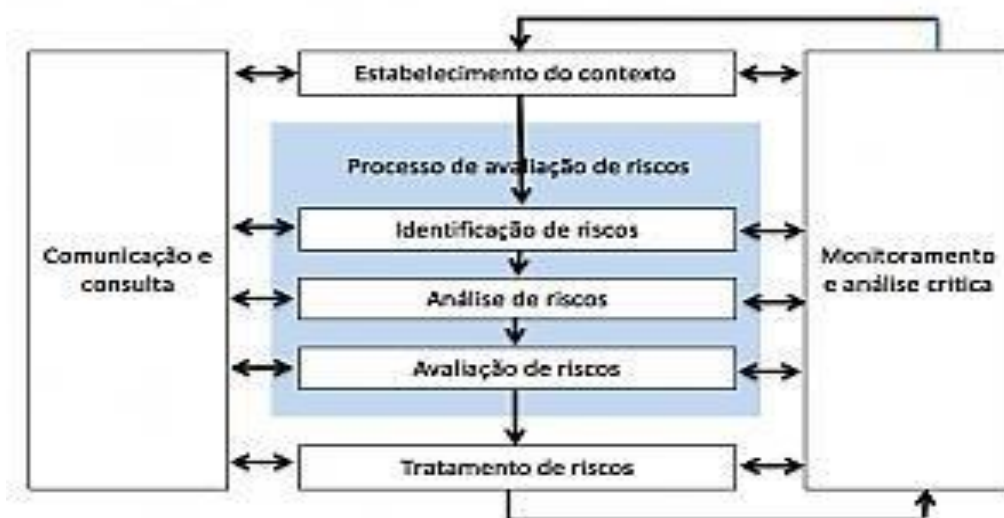 Estabelecimento do contexto
Processo de avaliação de riscos
Identificação de riscos
Comunicação e
consulta
Análise de riscos
Monitoramento
e análise crítica
Avaliação de riscos
Tratamento de riscos